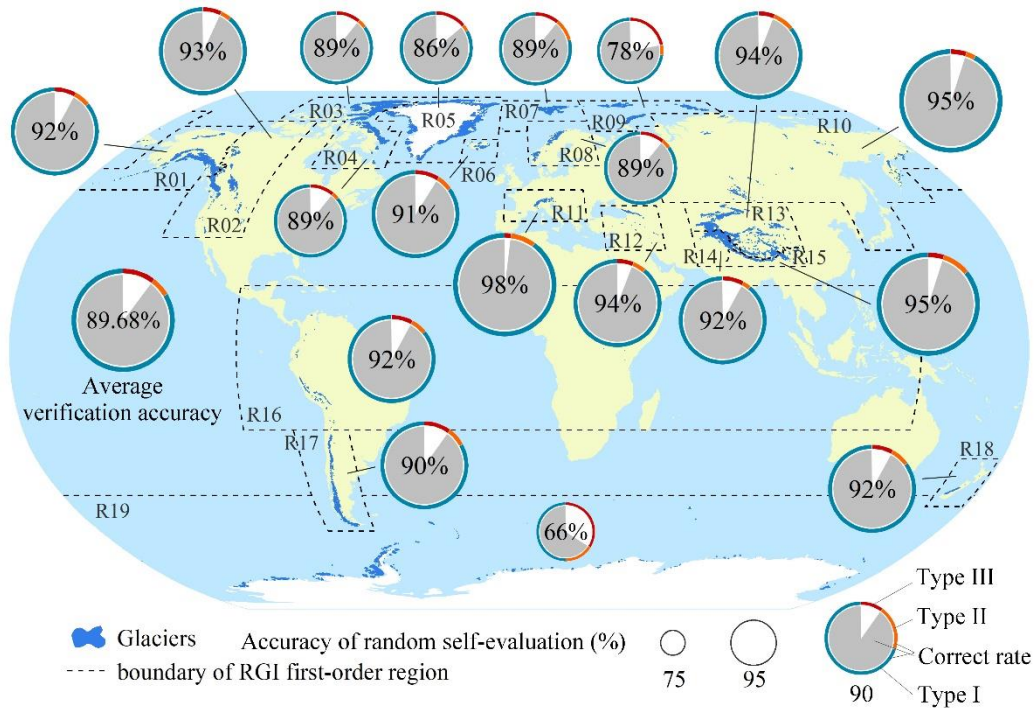 93%
89%
86%
89%
78%
94%
95%
92%
R03
R05
R07
R09
R10
R01
R04
R06
R08
89%
R02
89%
91%
R11
R13
R12
R14
R15
98%
94%
92%
95%
89.68%
Average
verification accuracy
92%
R16
R17
90%
R18
92%
R19
66%
Glaciers
Accuracy of random self-evaluation (%)
boundary of RGI first-order region
75
95
Type III
Type II
Correct rate
Type I
90